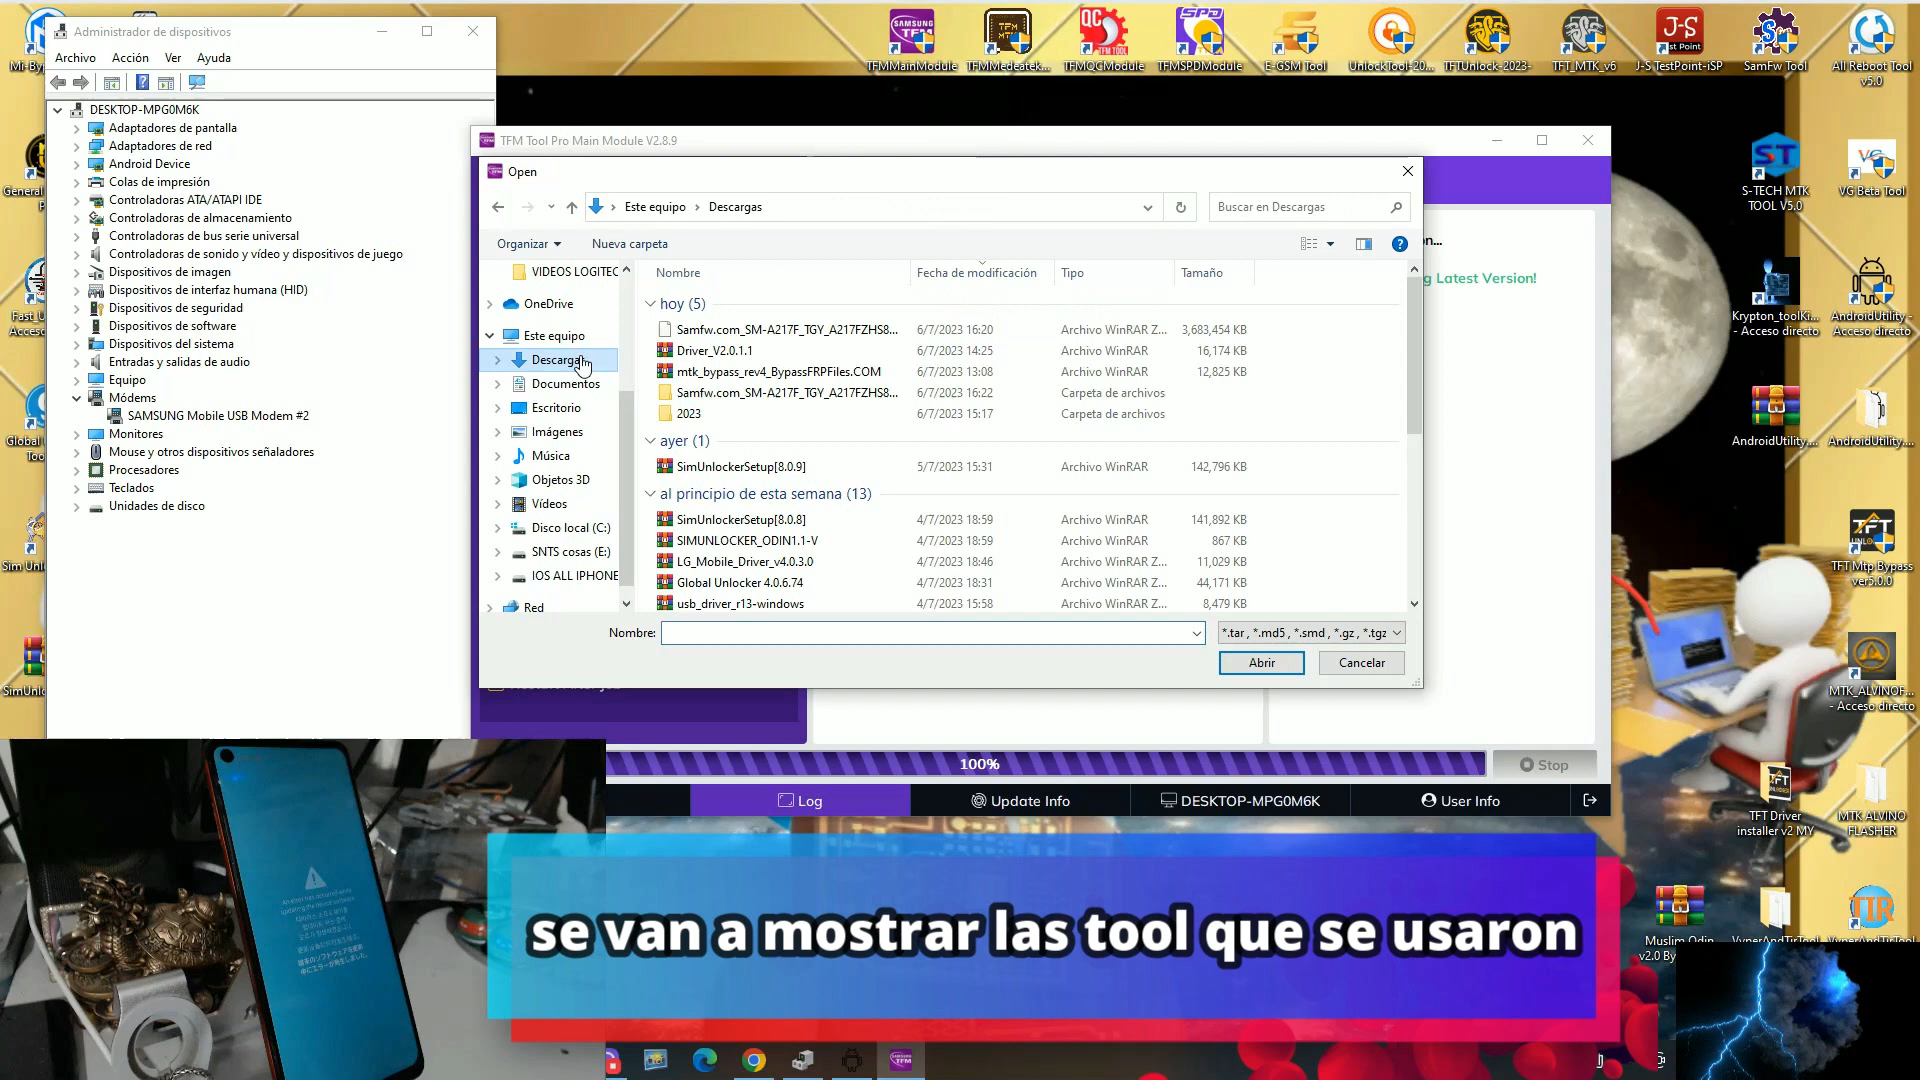 Administrador de dispositivos
Archivo Acción Ver Ayuda
DESKTOP-MPG0M6K
Adaptadores de pantalla
Adaptadores de red
Android Device
Colas de impresión
Controladoras ATA/ATAPI IDE
Controladoras de almacenamiento
Controladoras de bus serie universal
Controladoras de sonido y vídeo y dispositivos de juego
Dispositivos de imagen
Dispositivos de interfaz humana (HID)
Dispositivos de seguridad
Dispositivos de software
Dispositivos del sistema
Entradas y salidas de audio
Equipo
Módems
SAMSUNG Mobile USB Modem #2
Monitores
Mouse y otros dispositivos señaladores
Procesadores
Teclados
Unidades de disco
TFMMainModule
TFMMedeatek...
TFMQCModule
TFMSPDModule
E-GSM Tool
UnlockTool-20...
TFTUnlock-2023-
TFT_MTK_v6
J-S TestPoint-iSP
SamFw Tool
All Reboot Tool
v5.0
TFM Tool Pro Main Module V2.8.9
Open
Este equipo › Descargas
Buscar en Descargas
Organizar
Nueva carpeta
n...
g Latest Version!
VIDEOS LOGITEC
OneDrive
Este equipo
Descargas
Documentos
Escritorio
Imágenes
Música
Objetos 3D
Vídeos
Disco local (C:)
SNTS cosas (E:)
IOS ALL IPHONE
Red
Nombre Fecha de modificación Tipo Tamaño
hoy (5)
Samfw.com_SM-A217F_TGY_A217FZHS8... 6/7/2023 16:20 Archivo WinRAR Z... 3,683,454 KB
Driver_V2.0.1.1 6/7/2023 14:25 Archivo WinRAR 16,174 KB
mtk_bypass_rev4_BypassFRPFiles.COM 6/7/2023 13:08 Archivo WinRAR 12,825 KB
Samfw.com_SM-A217F_TGY_A217FZHS8... 6/7/2023 16:22 Carpeta de archivos
2023 6/7/2023 15:17 Carpeta de archivos
ayer (1)
SimUnlockerSetup[8.0.9] 5/7/2023 15:31 Archivo WinRAR 142,796 KB
al principio de esta semana (13)
SimUnlockerSetup[8.0.8] 4/7/2023 18:59 Archivo WinRAR 141,892 KB
SIMUNLOCKER_ODIN1.1-V 4/7/2023 18:59 Archivo WinRAR 867 KB
LG_Mobile_Driver_v4.0.3.0 4/7/2023 18:46 Archivo WinRAR Z... 11,029 KB
Global Unlocker 4.0.6.74 4/7/2023 18:31 Archivo WinRAR Z... 44,171 KB
usb_driver_r13-windows 4/7/2023 15:58 Archivo WinRAR Z... 8,479 KB
Nombre:
*.tar , *.md5 , *.smd , *.gz , *.tgz
Abrir
Cancelar
100%
Stop
Log
Update Info
DESKTOP-MPG0M6K
User Info
S-TECH MTK
TOOL V5.0
VG Beta Tool
Krypton_toolKi...
- Acceso directo
AndroidUtility -
Acceso directo
AndroidUtility....
AndroidUtility....
TFT Mtp Bypass
ver5.0.0
MTK_ALVINOF...
- Acceso directo
TFT Driver
installer v2 MY
MTK ALVINO
FLASHER
Muslim Odin
v2.0 By
VyperAndTirTool
VyperAndTirTool
se van a mostrar las tool que se usaron